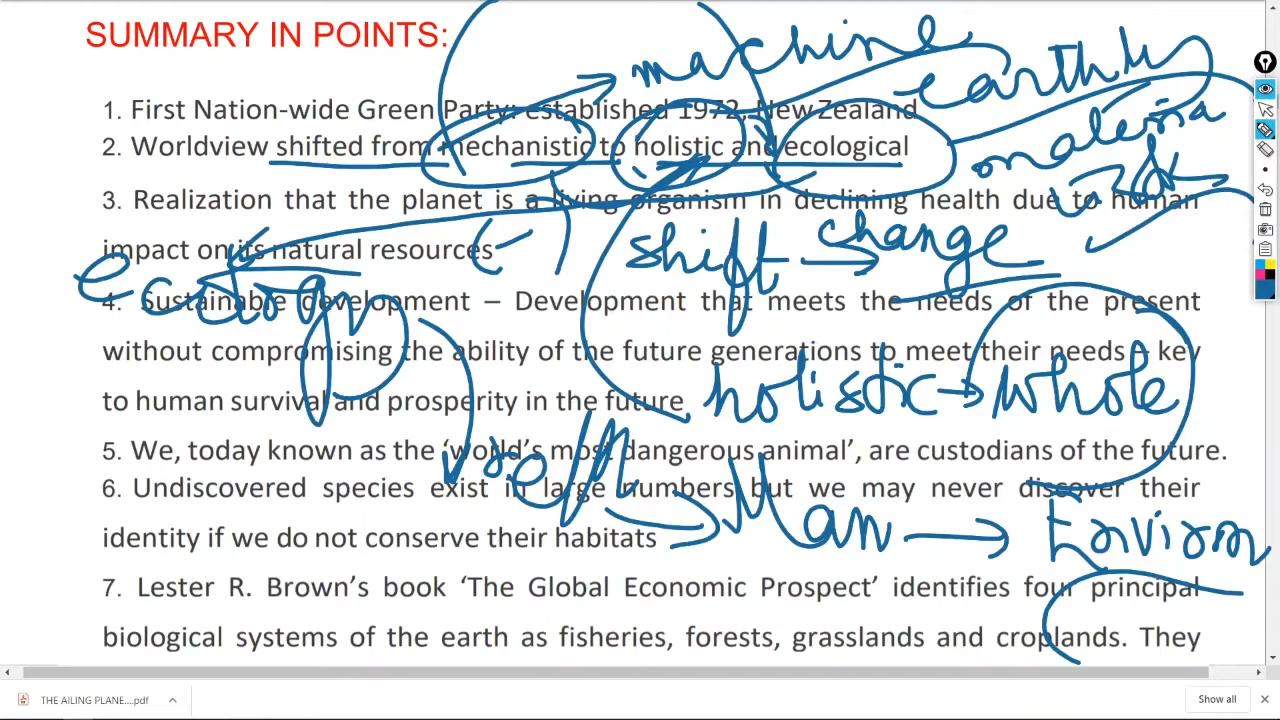 SUMMARY IN POINTS:
machine
earthly
1. First Nation-wide Green Party: established 1972, New Zealand
2. Worldview shifted from mechanistic to holistic and ecological
3. Realization that the planet is a living organism in declining health due to human
impact on its natural resources
shift → change
ecology
4. Sustainable development – Development that meets the needs of the present
without compromising the ability of the future generations to meet their needs – key
to human survival and prosperity in the future
holistic → whole
5. We, today known as the ‘world’s most dangerous animal’, are custodians of the future.
6. Undiscovered species exist in large numbers but we may never discover their
identity if we do not conserve their habitats
Man → Environ
7. Lester R. Brown’s book ‘The Global Economic Prospect’ identifies four principal
biological systems of the earth as fisheries, forests, grasslands and croplands. They
THE AILING PLANE....pdf
Show all